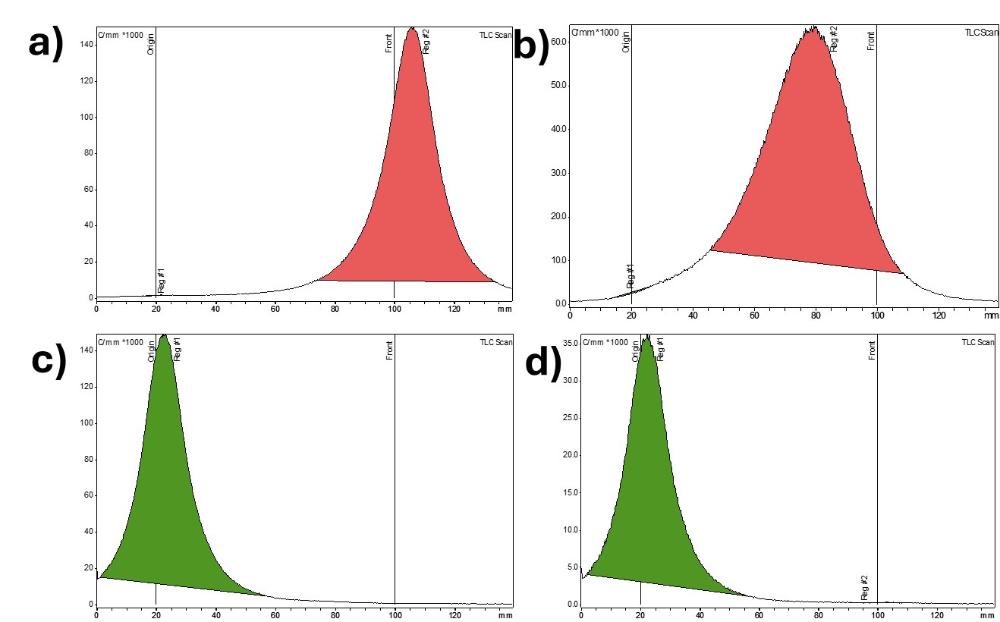 a)
C/mm *1000
Origin
Front
Reg #2
TLC Scan
140
120
100
80
60
40
20
0
Reg #1
0 20 40 60 80 100 120 mm
b)
C/mm *1000
Origin
Reg #2
Front
TLC Scan
60.0
50.0
40.0
30.0
20.0
10.0
0.0
Reg #1
0 20 40 60 80 100 120 mm
c)
C/mm *1000
Origin
Reg #1
Front
TLC Scan
140
120
100
80
60
40
20
0
0 20 40 60 80 100 120 mm
d)
C/mm *1000
Origin
Reg #1
Front
TLC Scan
35.0
30.0
25.0
20.0
15.0
10.0
5.0
0.0
Reg #2
0 20 40 60 80 100 120 mm